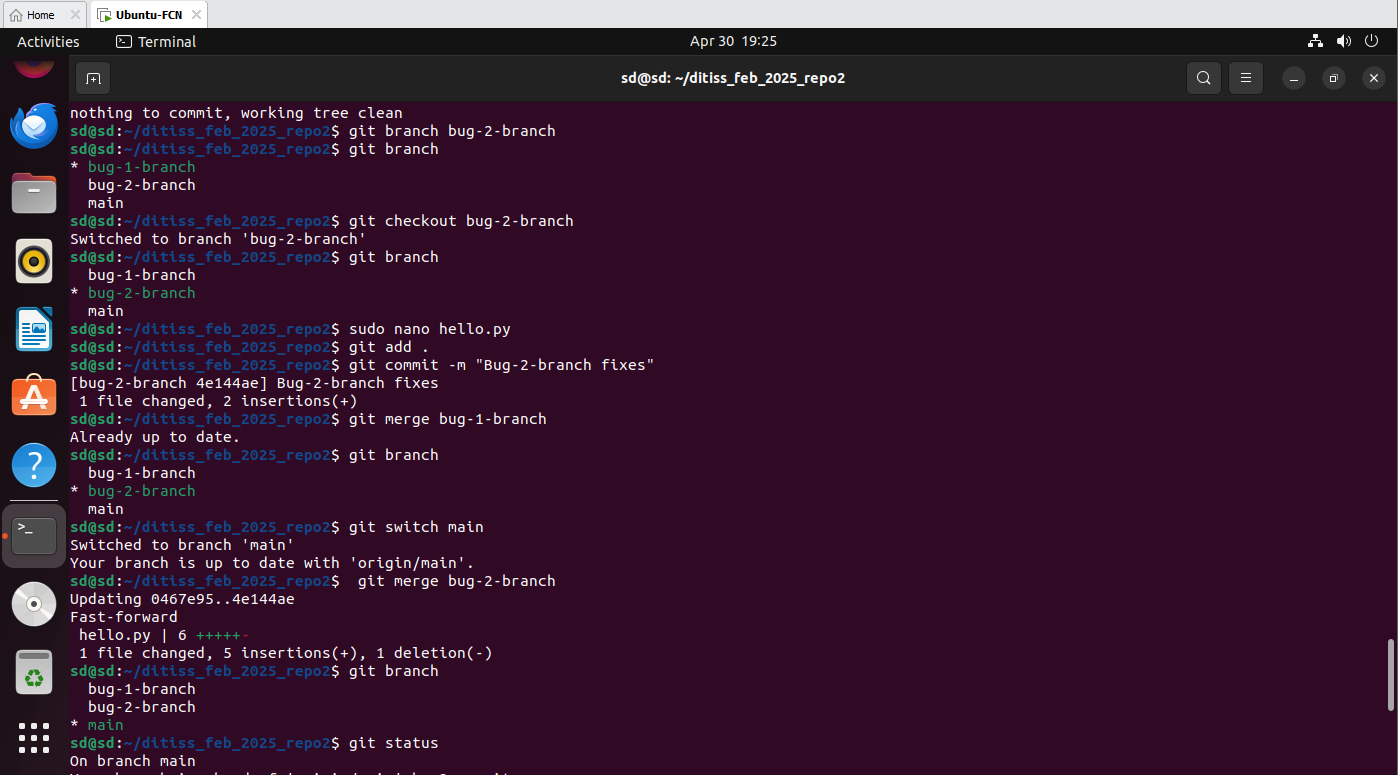 Home
Ubuntu-FCN
Activities
Terminal
Apr 30 19:25
sd@sd: ~/ditiss_feb_2025_repo2
nothing to commit, working tree clean
sd@sd:~/ditiss_feb_2025_repo2$ git branch bug-2-branch
sd@sd:~/ditiss_feb_2025_repo2$ git branch
* bug-1-branch
  bug-2-branch
  main
sd@sd:~/ditiss_feb_2025_repo2$ git checkout bug-2-branch
Switched to branch 'bug-2-branch'
sd@sd:~/ditiss_feb_2025_repo2$ git branch
  bug-1-branch
* bug-2-branch
  main
sd@sd:~/ditiss_feb_2025_repo2$ sudo nano hello.py
sd@sd:~/ditiss_feb_2025_repo2$ git add .
sd@sd:~/ditiss_feb_2025_repo2$ git commit -m "Bug-2-branch fixes"
[bug-2-branch 4e144ae] Bug-2-branch fixes
 1 file changed, 2 insertions(+)
sd@sd:~/ditiss_feb_2025_repo2$ git merge bug-1-branch
Already up to date.
sd@sd:~/ditiss_feb_2025_repo2$ git branch
  bug-1-branch
* bug-2-branch
  main
sd@sd:~/ditiss_feb_2025_repo2$ git switch main
Switched to branch 'main'
Your branch is up to date with 'origin/main'.
sd@sd:~/ditiss_feb_2025_repo2$  git merge bug-2-branch
Updating 0467e95..4e144ae
Fast-forward
 hello.py | 6 +++++-
 1 file changed, 5 insertions(+), 1 deletion(-)
sd@sd:~/ditiss_feb_2025_repo2$ git branch
  bug-1-branch
  bug-2-branch
* main
sd@sd:~/ditiss_feb_2025_repo2$ git status
On branch main